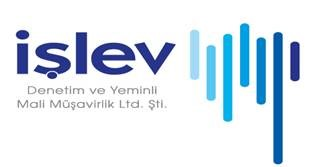 işlev
Denetim ve Yeminli
Mali Müşavirlik Ltd. Şti.